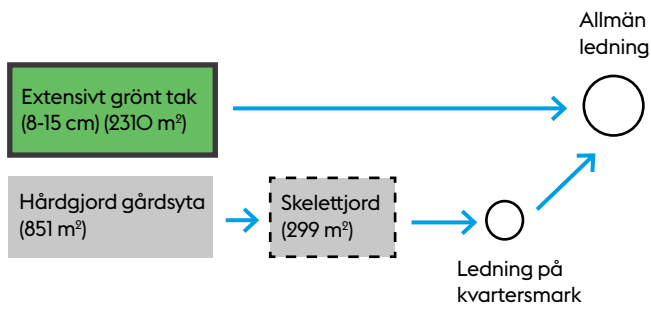 Allmän
ledning
Extensivt grönt tak
(8-15 cm) (2310 m²)
Hårdgjord gårdsyta
(851 m²)
Skelettjord
(299 m²)
Ledning på
kvartersmark